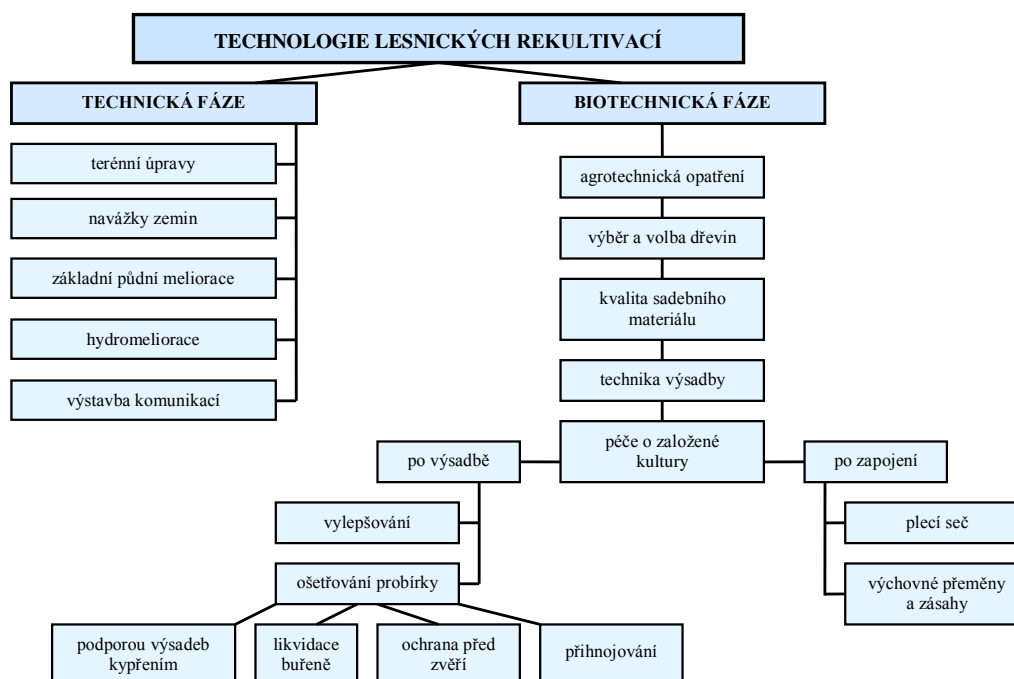 TECHNOLOGIE LESNICKÝCH REKULTIVACÍ
TECHNICKÁ FÁZE
BIOTECHNICKÁ FÁZE
terénní úpravy
navážky zemin
základní půdní meliorace
hydromeliorace
výstavba komunikací
agrotechnická opatření
výběr a volba dřevin
kvalita sadebního
materiálu
technika výsadby
péče o založené
kultury
po výsadbě
po zapojení
vylepšování
ošetřování probírky
plecí seč
výchovné přeměny
a zásahy
podporou výsadeb
kypřením
likvidace
buřeně
ochrana před
zvěří
přihnojování